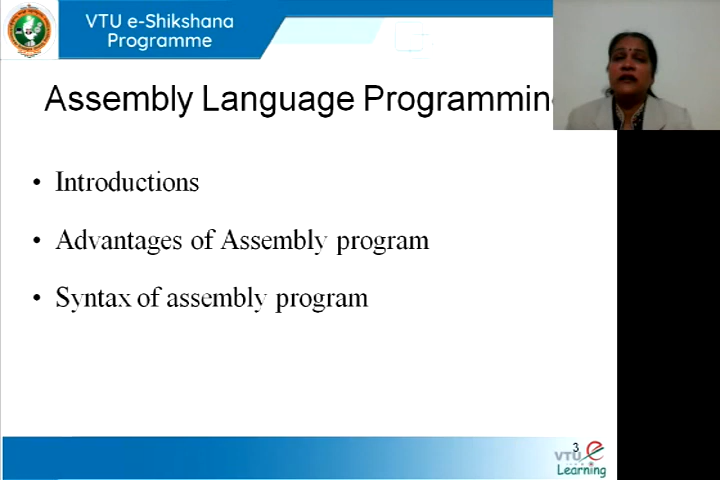 VTU e-Shikshana
Programme
Assembly Language Programmin
• Introductions
• Advantages of Assembly program
• Syntax of assembly program
3
VTU e
Learning